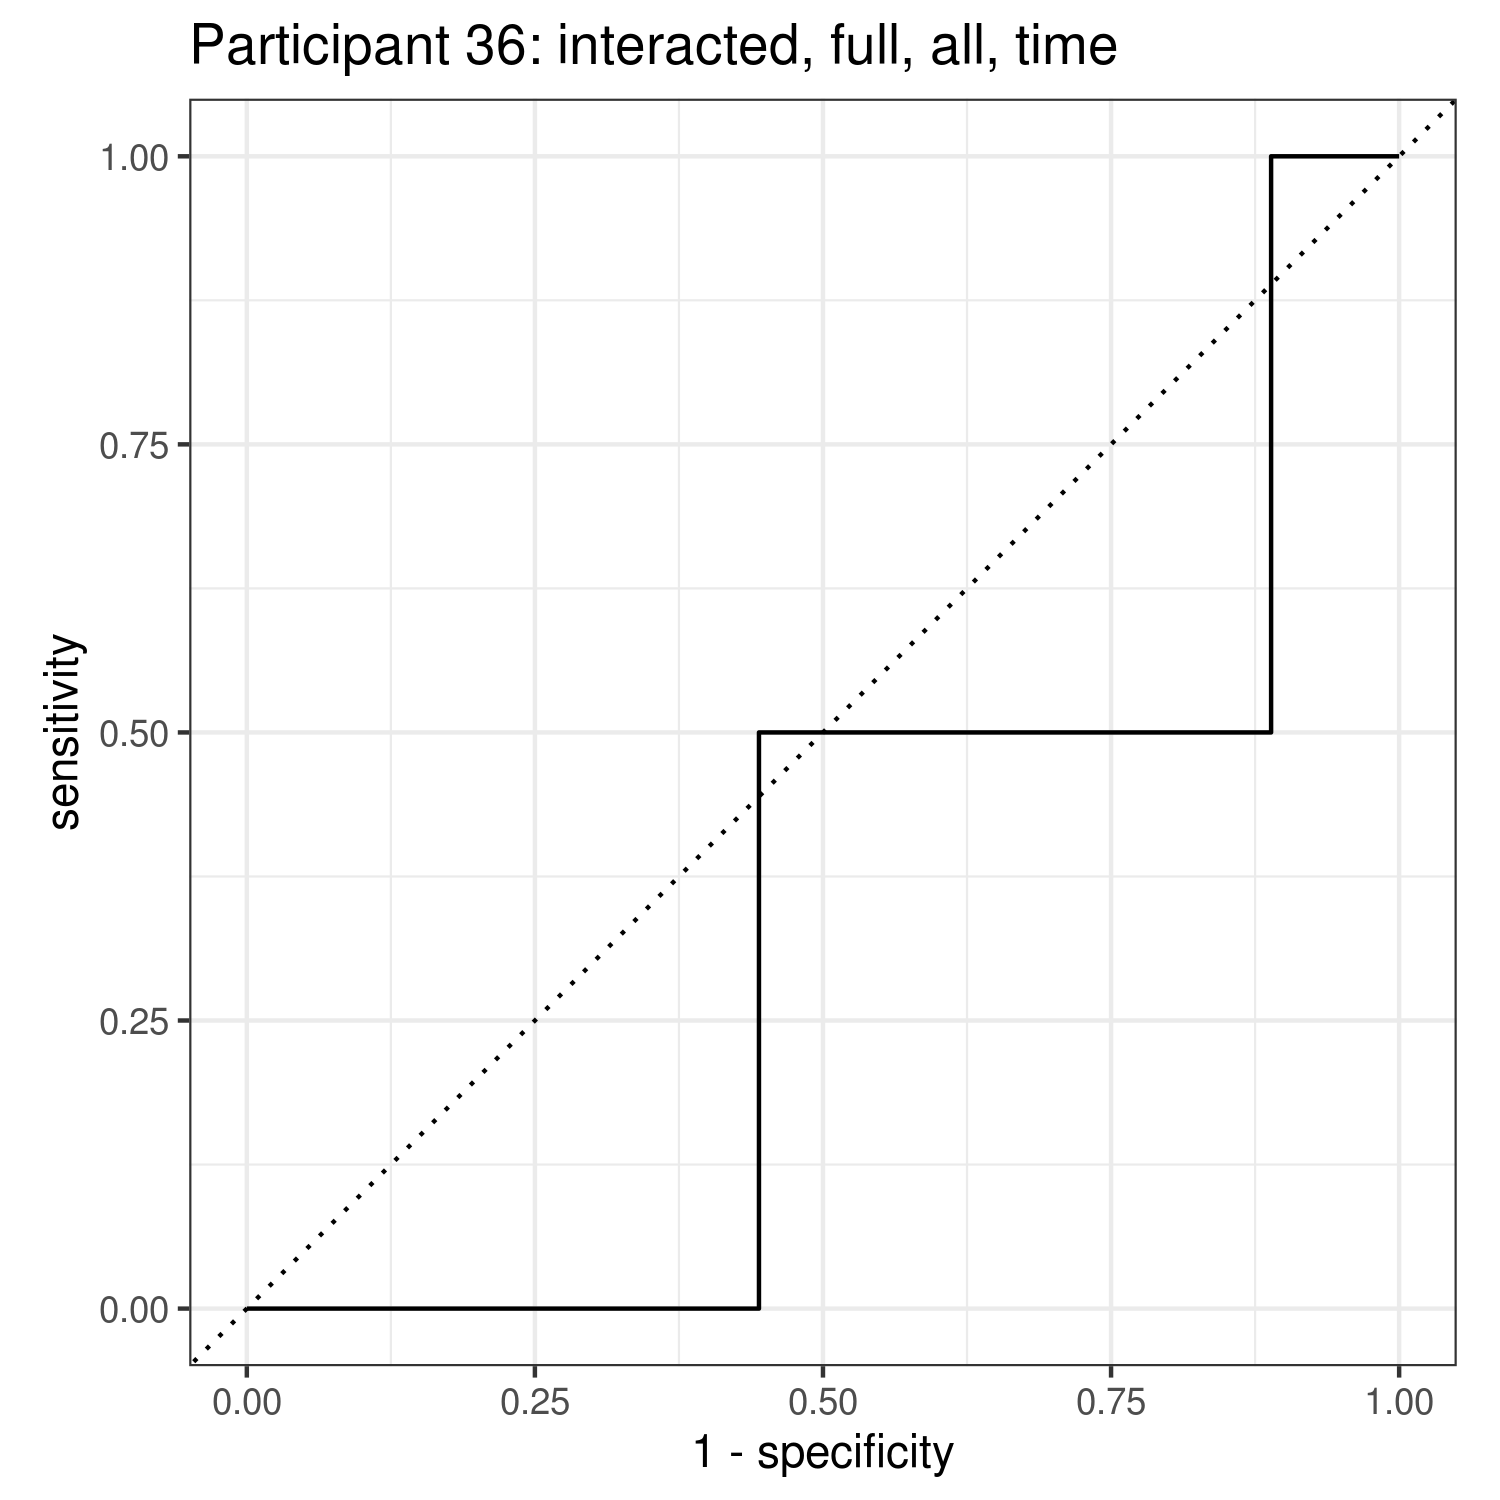 Participant 36: interacted, full, all, time
1.00
0.75
0.50
0.25
0.00
sensitivity
0.00 0.25 0.50 0.75 1.00
1 - specificity